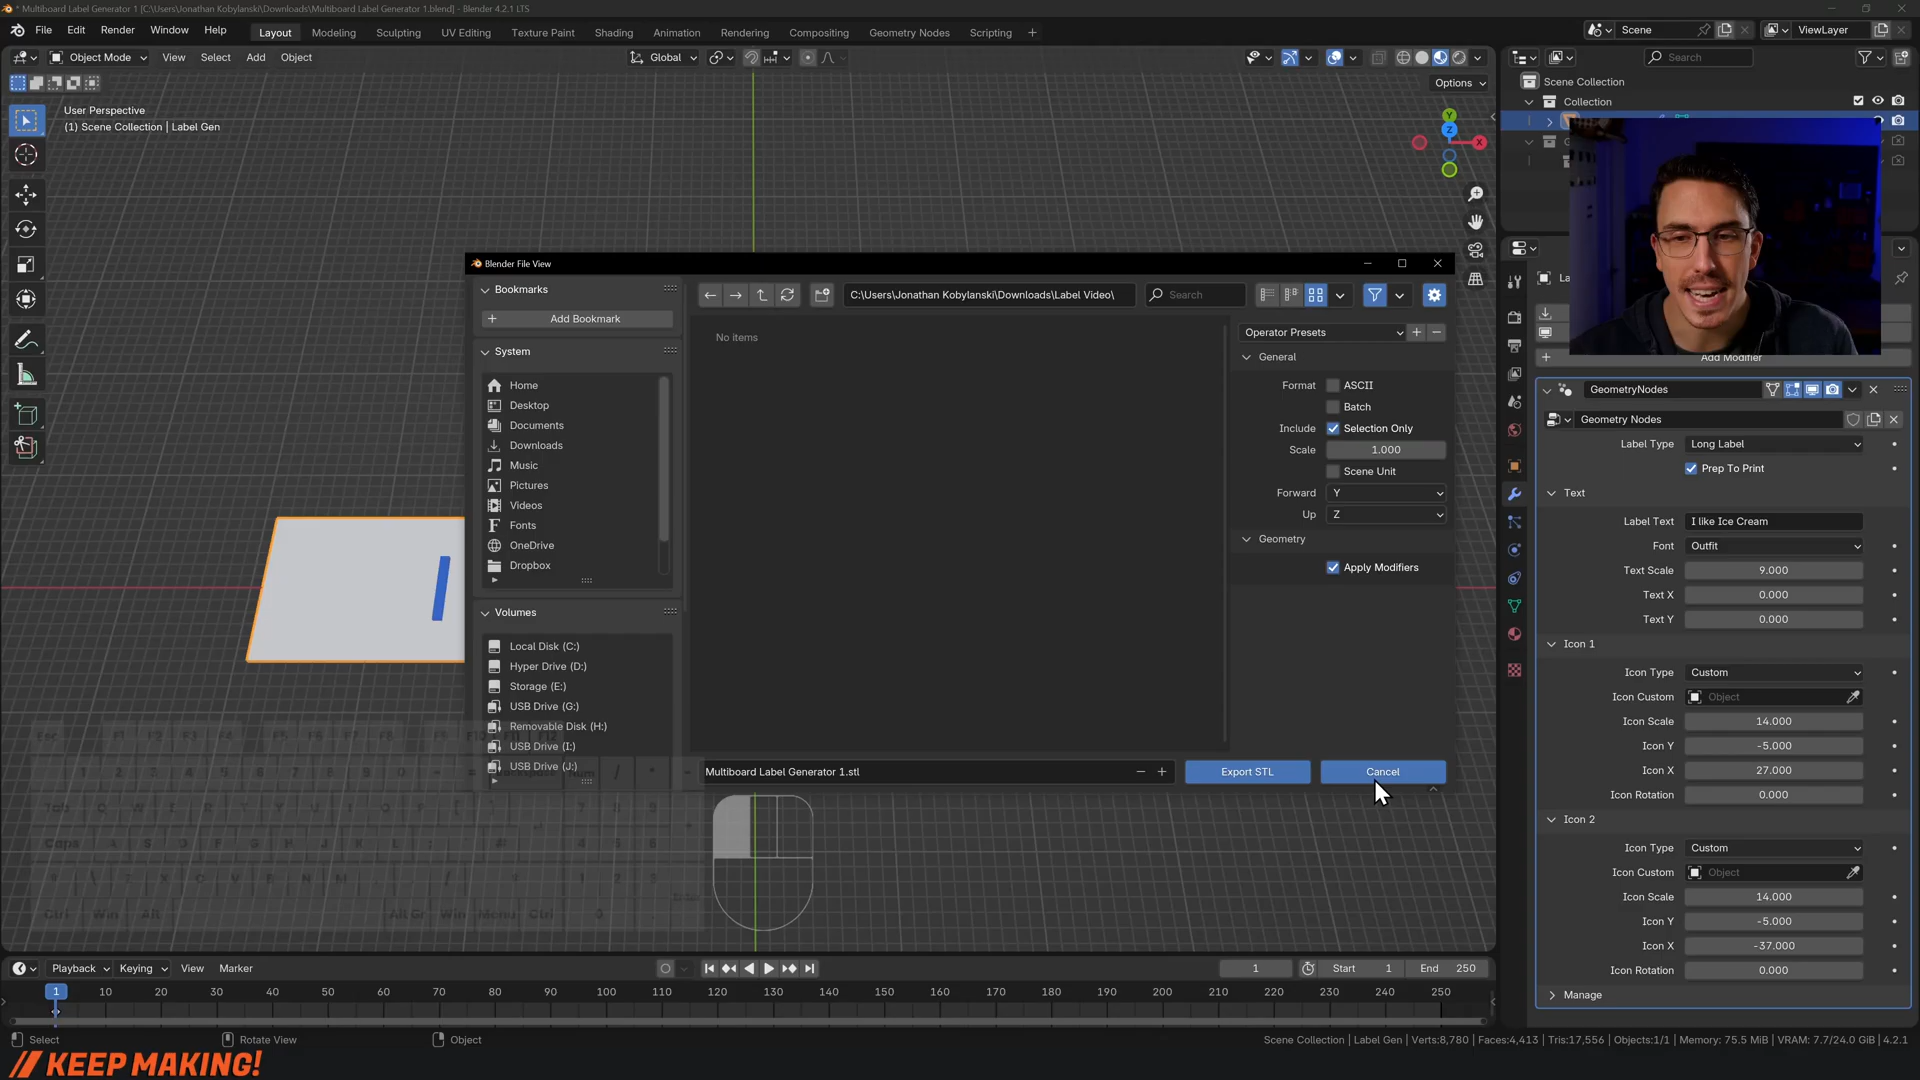 * Multiboard Label Generator 1 [C:\Users\Jonathan Kobylanski\Downloads\Multiboard Label Generator 1.blend] - Blender 4.2.1 LTS
File Edit Render Window Help Layout Modeling Sculpting UV Editing Texture Paint Shading Animation Rendering Compositing Geometry Nodes Scripting + Scene ViewLayer
Object Mode View Select Add Object Global Search
Options
User Perspective
(1) Scene Collection | Label Gen
Scene Collection
Collection
Y
Z
X
Blender File View
Bookmarks
Add Bookmark
System
Home
Desktop
Documents
Downloads
Music
Pictures
Videos
Fonts
OneDrive
Dropbox
Volumes
Local Disk (C:)
Hyper Drive (D:)
Storage (E:)
USB Drive (G:)
Removable Disk (H:)
USB Drive (I:)
USB Drive (J:)
C:\Users\Jonathan Kobylanski\Downloads\Label Video\
Search
No items
Operator Presets
General
Format ASCII
Batch
Include Selection Only
Scale 1.000
Scene Unit
Forward Y
Up Z
Geometry
Apply Modifiers
Multiboard Label Generator 1.stl
Export STL
Cancel
La
Add Modifier
GeometryNodes
Geometry Nodes
Label Type Long Label
Prep To Print
Text
Label Text I like Ice Cream
Font Outfit
Text Scale 9.000
Text X 0.000
Text Y 0.000
Icon 1
Icon Type Custom
Icon Custom Object
Icon Scale 14.000
Icon Y -5.000
Icon X 27.000
Icon Rotation 0.000
Icon 2
Icon Type Custom
Icon Custom Object
Icon Scale 14.000
Icon Y -5.000
Icon X -37.000
Icon Rotation 0.000
Manage
Playback Keying View Marker 1 Start 1 End 250
1 10 20 30 40 50 60 70 80 90 100 110 120 130 140 150 160 170 180 190 200 210 220 230 240 250
Select Rotate View Object
Scene Collection | Label Gen | Verts:8,780 | Faces:4,413 | Tris:17,556 | Objects:1/1 | Memory: 75.5 MiB | VRAM: 7.7/24.0 GiB | 4.2.1
// KEEP MAKING!